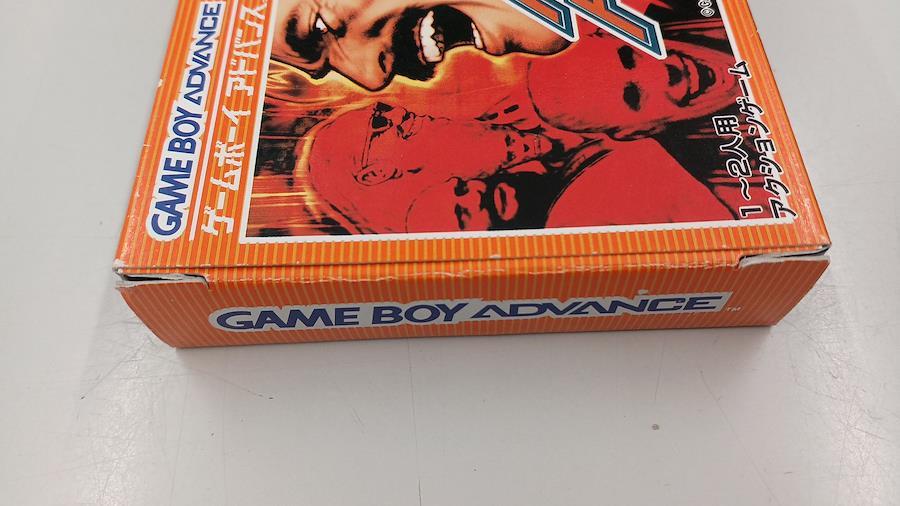 GAME BOY ADVANCE
ゲームボーイ アドバンス
1～2人用
アクションゲーム
GAME BOY ADVANCE™